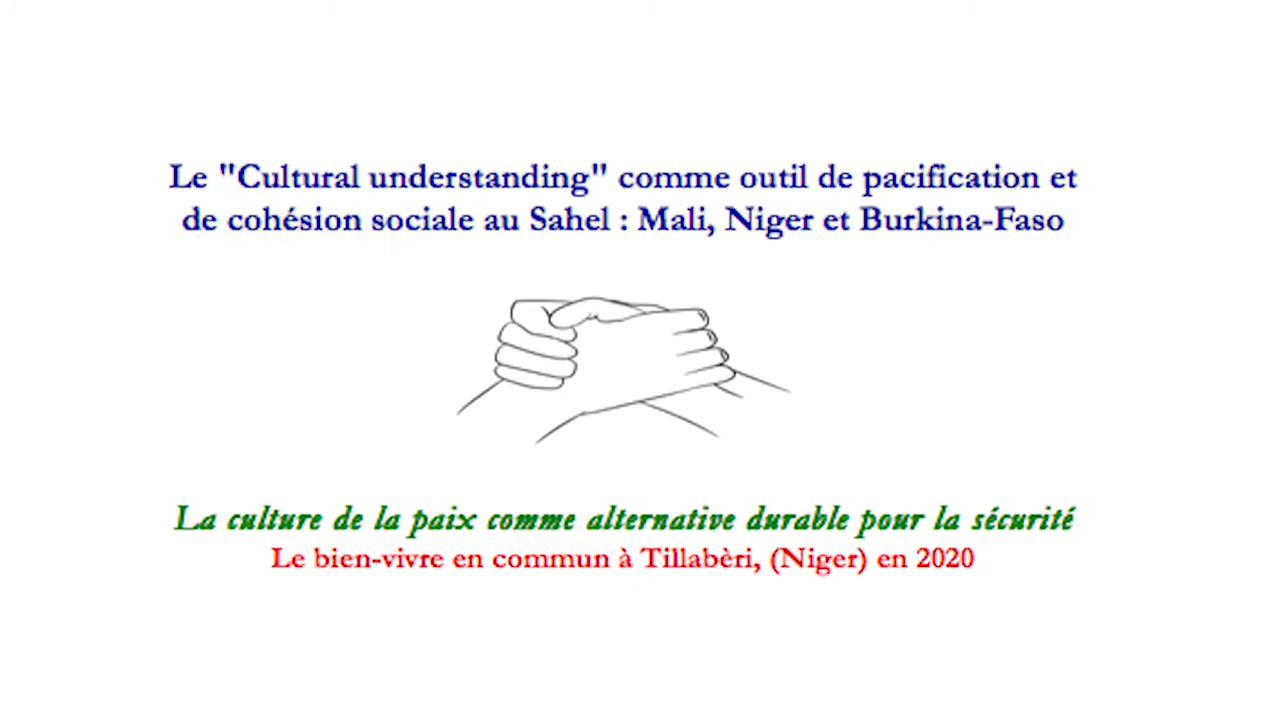 Le "Cultural understanding" comme outil de pacification et
de cohésion sociale au Sahel : Mali, Niger et Burkina-Faso
La culture de la paix comme alternative durable pour la sécurité
Le bien-vivre en commun à Tillabèri, (Niger) en 2020